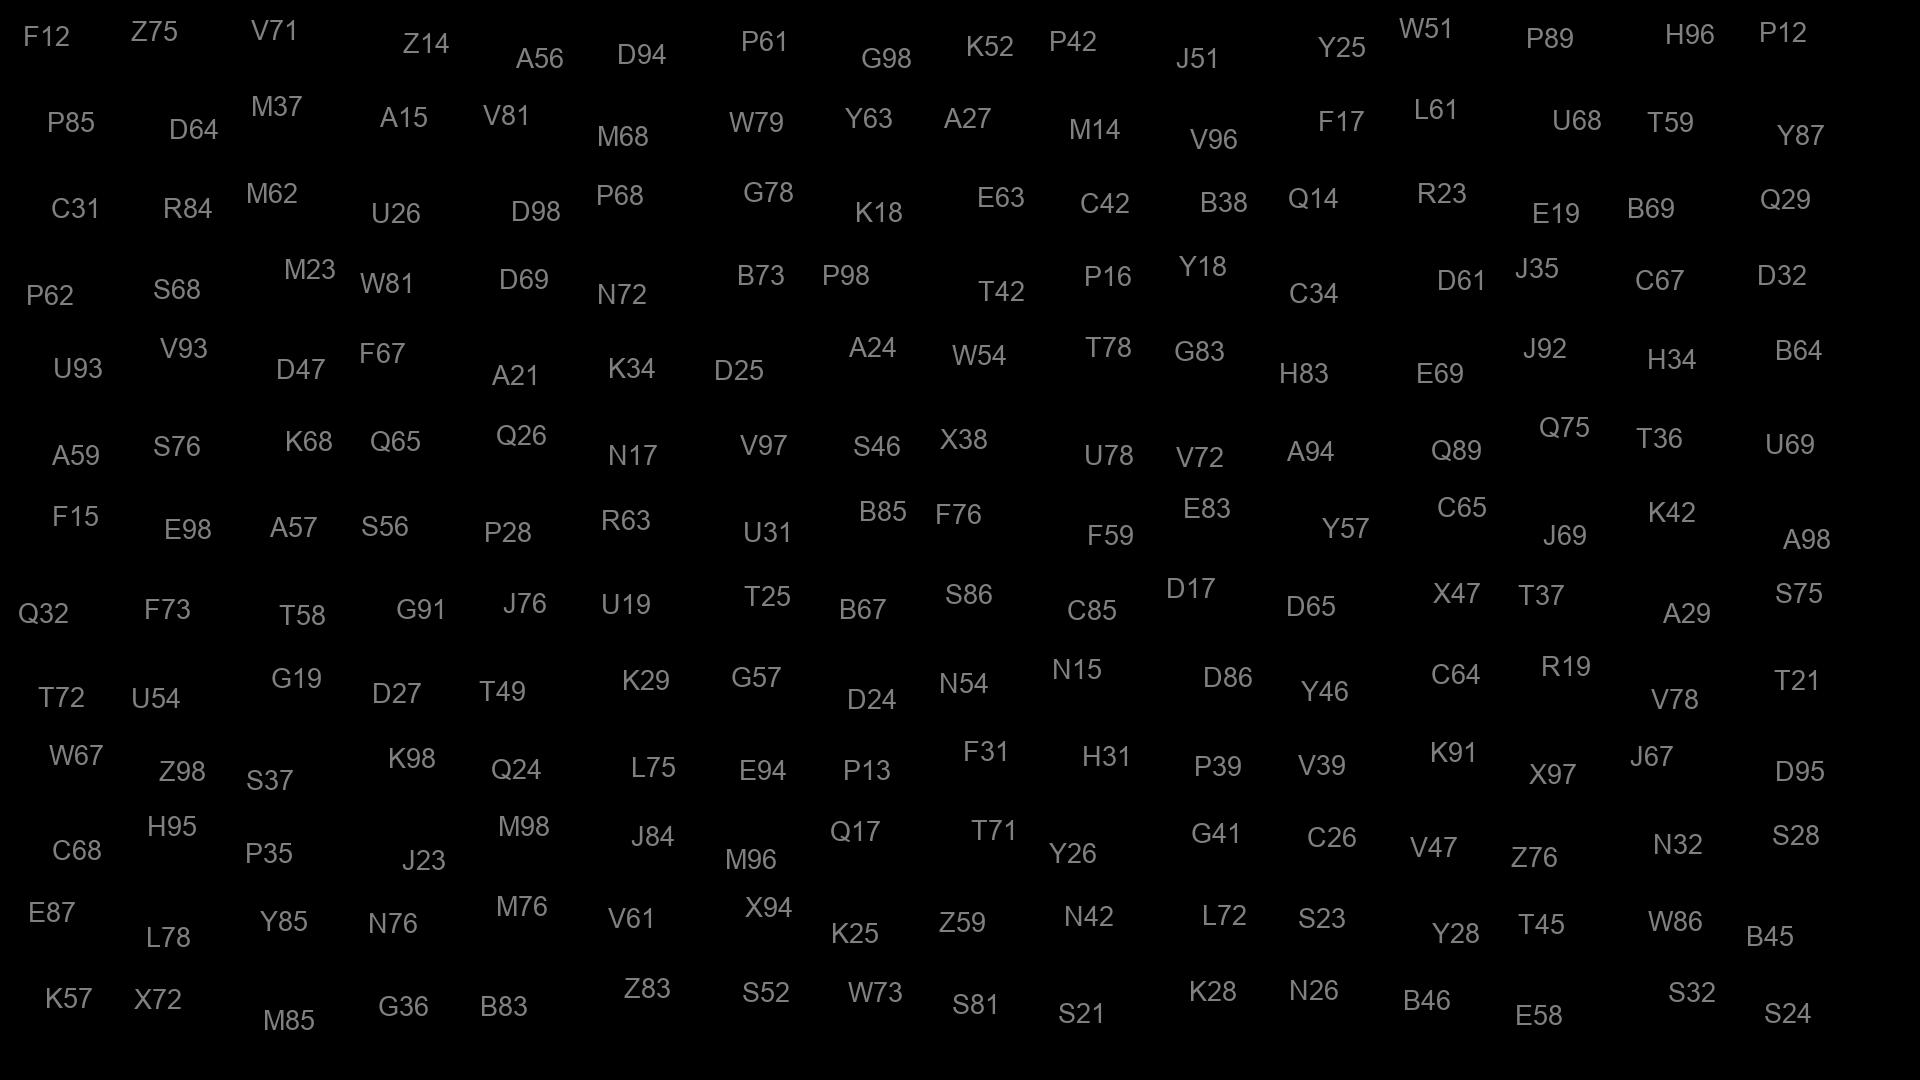 F12 Z75 V71 Z14 A56 D94 P61 G98 K52 P42 J51 Y25 W51 P89 H96 P12
P85 D64 M37 A15 V81 M68 W79 Y63 A27 M14 V96 F17 L61 U68 T59 Y87
C31 R84 M62 U26 D98 P68 G78 K18 E63 C42 B38 Q14 R23 E19 B69 Q29
P62 S68 M23 W81 D69 N72 B73 P98 T42 P16 Y18 C34 D61 J35 C67 D32
U93 V93 D47 F67 A21 K34 D25 A24 W54 T78 G83 H83 E69 J92 H34 B64
A59 S76 K68 Q65 Q26 N17 V97 S46 X38 U78 V72 A94 Q89 Q75 T36 U69
F15 E98 A57 S56 P28 R63 U31 B85 F76 F59 E83 Y57 C65 J69 K42 A98
Q32 F73 T58 G91 J76 U19 T25 B67 S86 C85 D17 D65 X47 T37 A29 S75
T72 U54 G19 D27 T49 K29 G57 D24 N54 N15 D86 Y46 C64 R19 V78 T21
W67 Z98 S37 K98 Q24 L75 E94 P13 F31 H31 P39 V39 K91 X97 J67 D95
C68 H95 P35 J23 M98 J84 M96 Q17 T71 Y26 G41 C26 V47 Z76 N32 S28
E87 L78 Y85 N76 M76 V61 X94 K25 Z59 N42 L72 S23 Y28 T45 W86 B45
K57 X72 M85 G36 B83 Z83 S52 W73 S81 S21 K28 N26 B46 E58 S32 S24